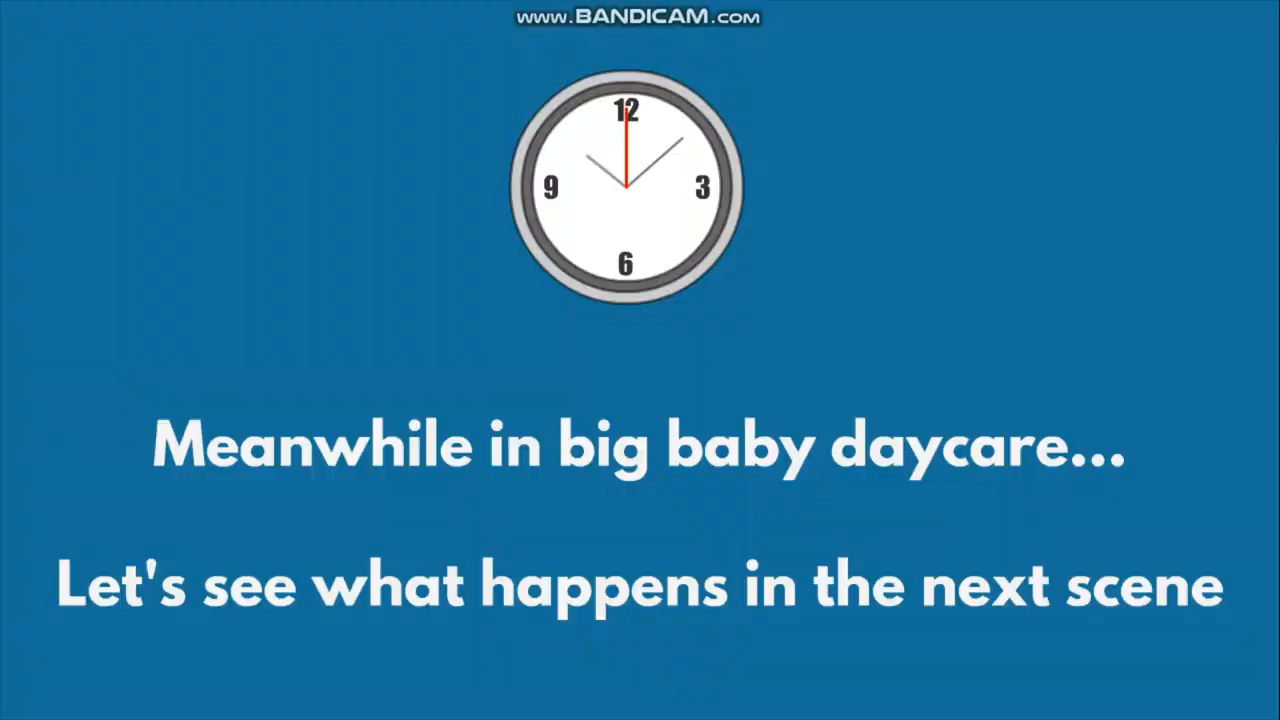 www.BANDICAM.com
12
9 3
6
Meanwhile in big baby daycare...
Let's see what happens in the next scene